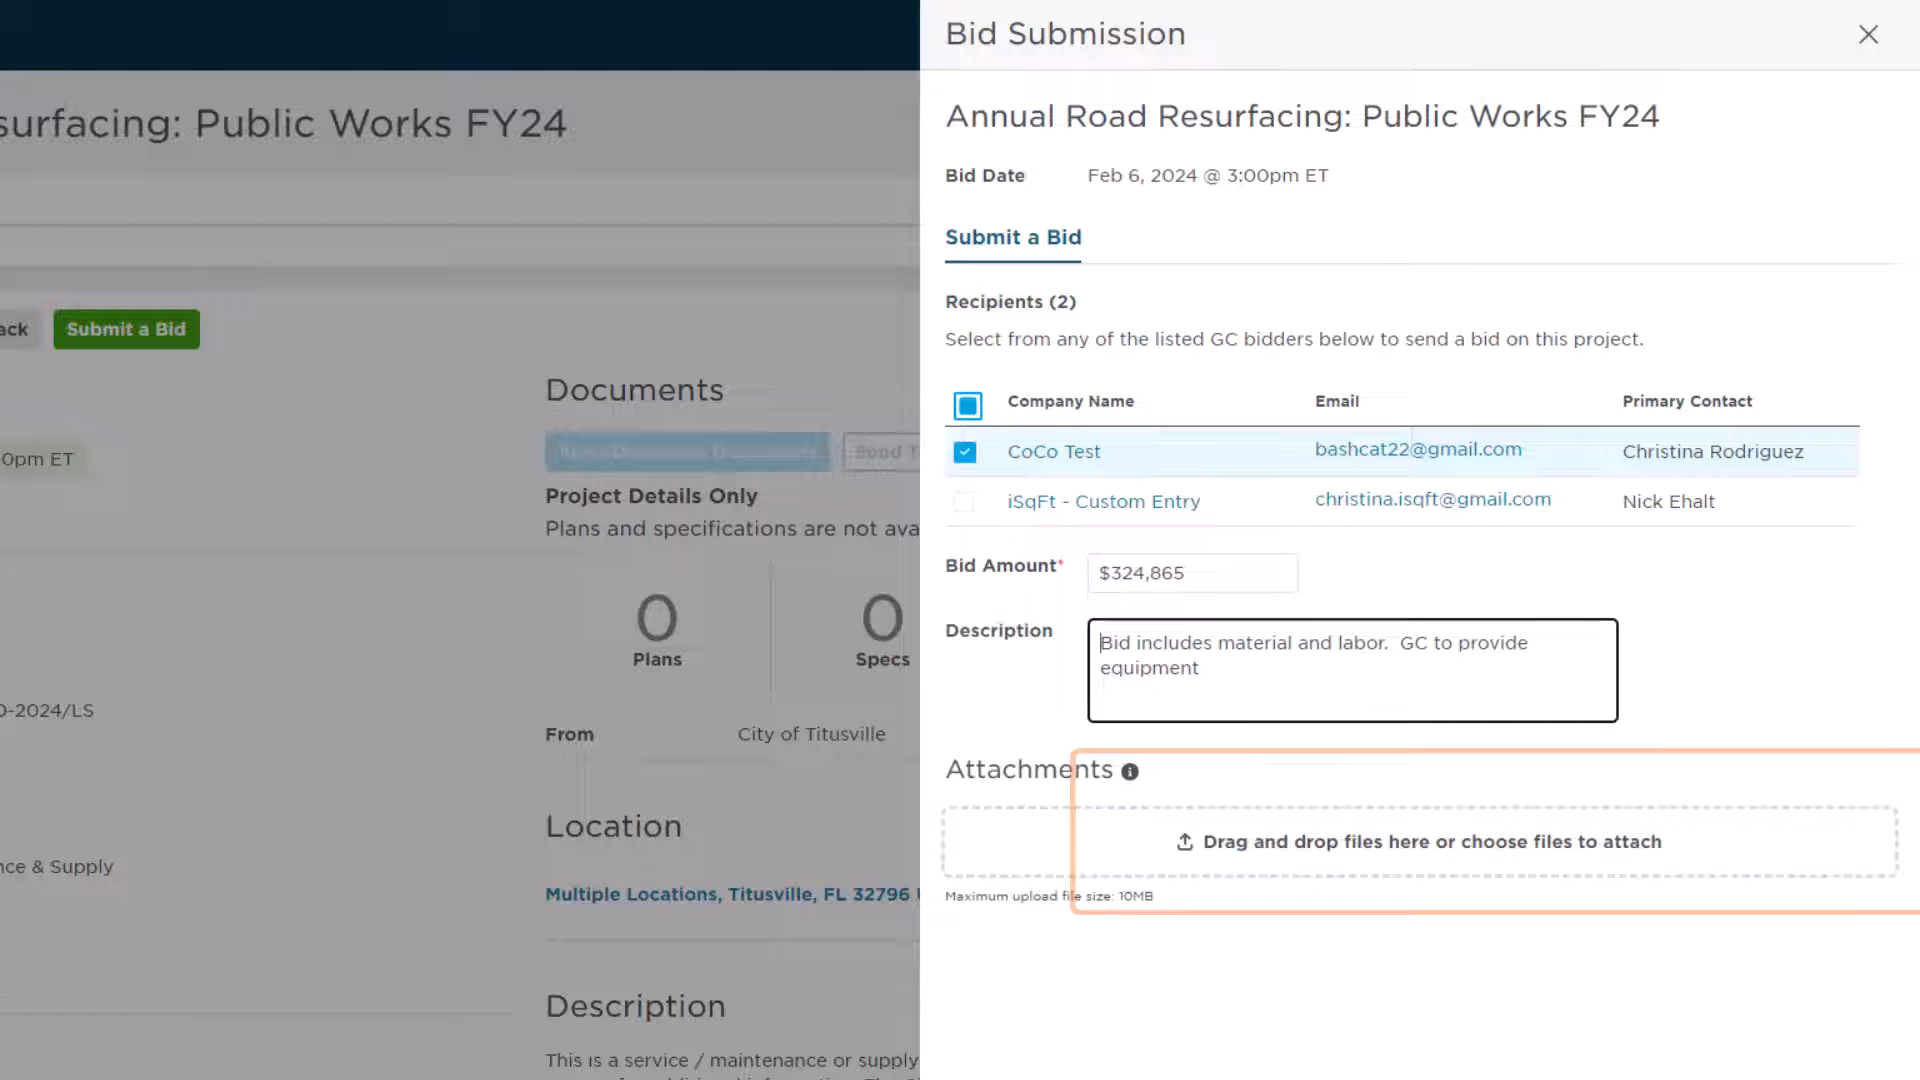 surfacing: Public Works FY24
ack
Submit a Bid
0pm ET
0-2024/LS
nce & Supply
Documents
Project Details Only
Plans and specifications are not ava
0
Plans
0
Specs
From
City of Titusville
Location
Multiple Locations, Titusville, FL 32796
Description
This is a service / maintenance or supply
Bid Submission
Annual Road Resurfacing: Public Works FY24
Bid Date
Feb 6, 2024 @ 3:00pm ET
Submit a Bid
Recipients (2)
Select from any of the listed GC bidders below to send a bid on this project.
Company Name Email Primary Contact
CoCo Test bashcat22@gmail.com Christina Rodriguez
iSqFt - Custom Entry christina.isqft@gmail.com Nick Ehalt
Bid Amount* $324,865
Description
Bid includes material and labor.  GC to provide
equipment
Attachments
Drag and drop files here or choose files to attach
Maximum upload file size: 10MB